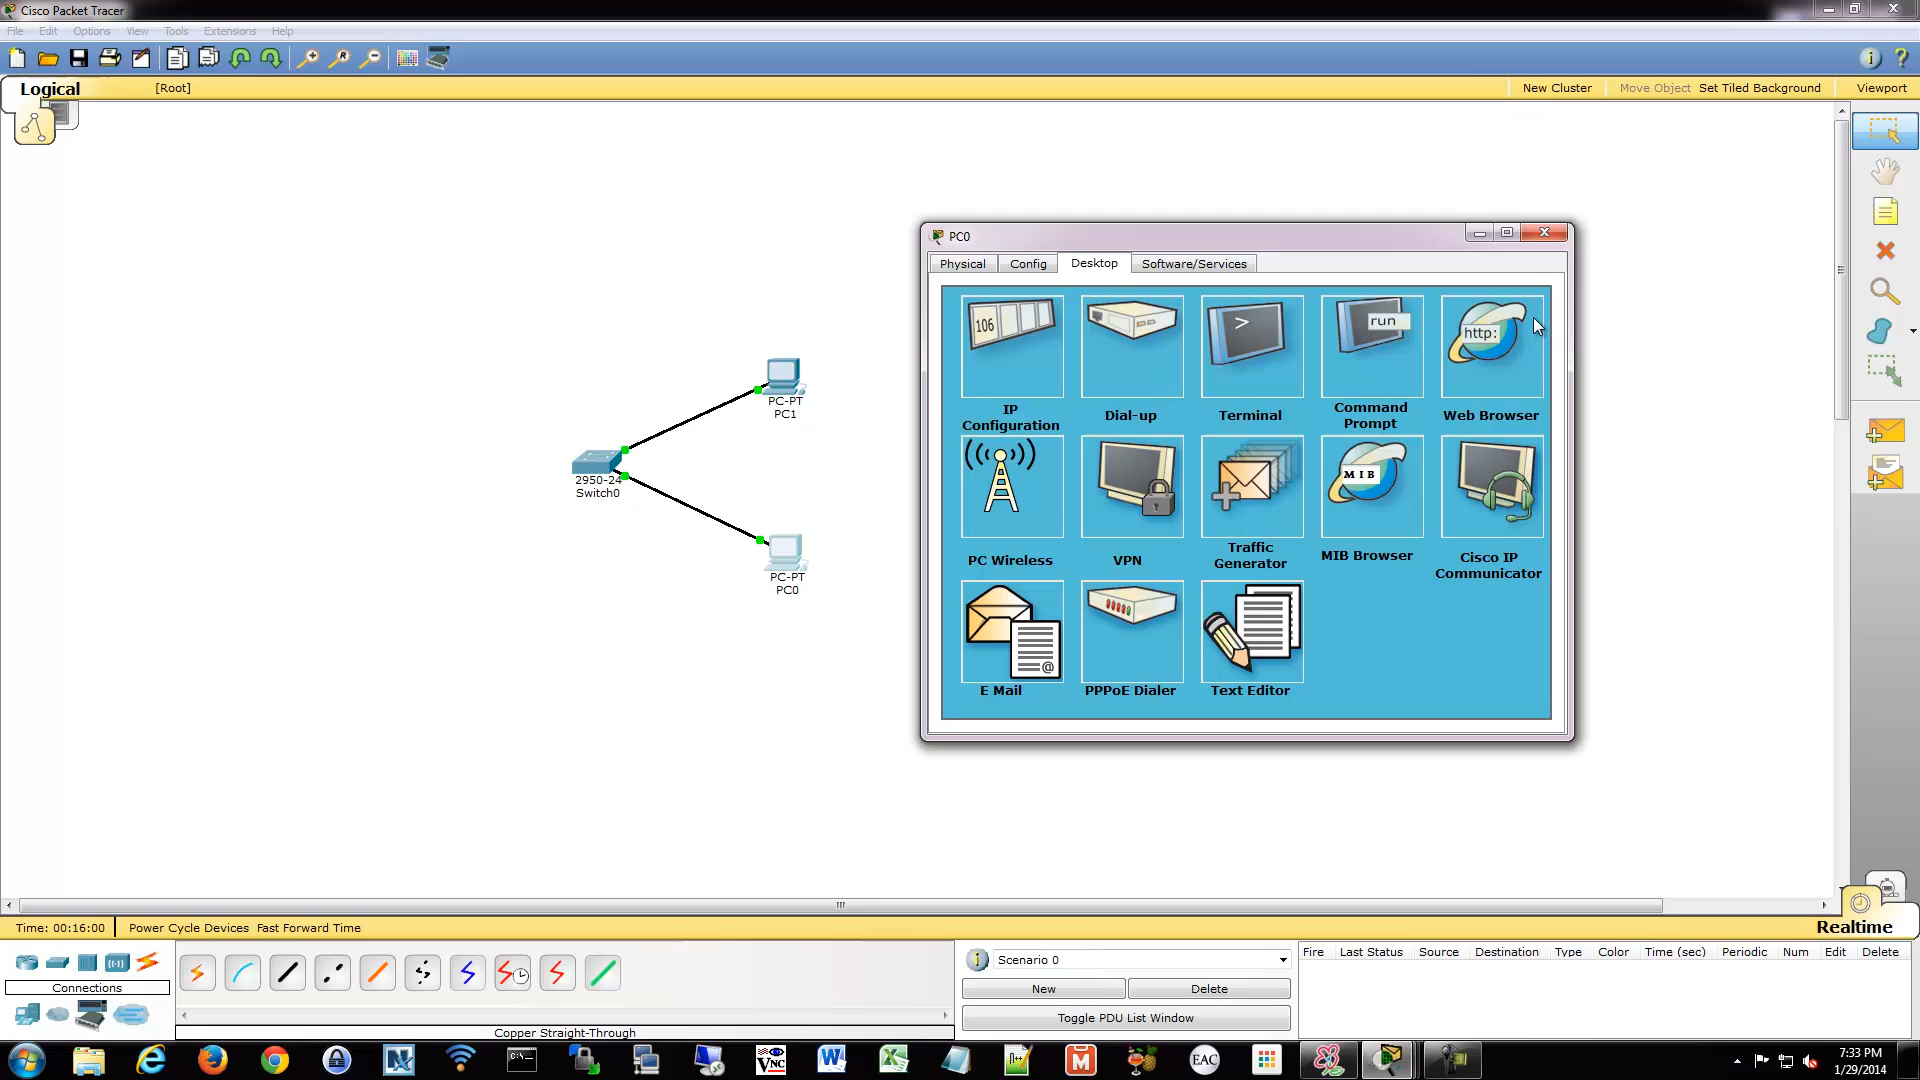 Cisco Packet Tracer
File Edit Options View Tools Extensions Help
Logical [Root] New Cluster Move Object Set Tiled Background Viewport
PC0
Physical Config Desktop Software/Services
106
>
run
http:
IP Configuration
Dial-up
Terminal
Command Prompt
Web Browser
MIB
PC Wireless
VPN
Traffic Generator
MIB Browser
Cisco IP Communicator
@
E Mail
PPPoE Dialer
Text Editor
PC-PT
PC1
2950-24
Switch0
PC-PT
PC0
Time: 00:16:00 Power Cycle Devices Fast Forward Time Realtime
Connections
Copper Straight-Through
Scenario 0
New Delete
Toggle PDU List Window
Fire Last Status Source Destination Type Color Time (sec) Periodic Num Edit Delete
VNC
EAC
7:33 PM
1/29/2014